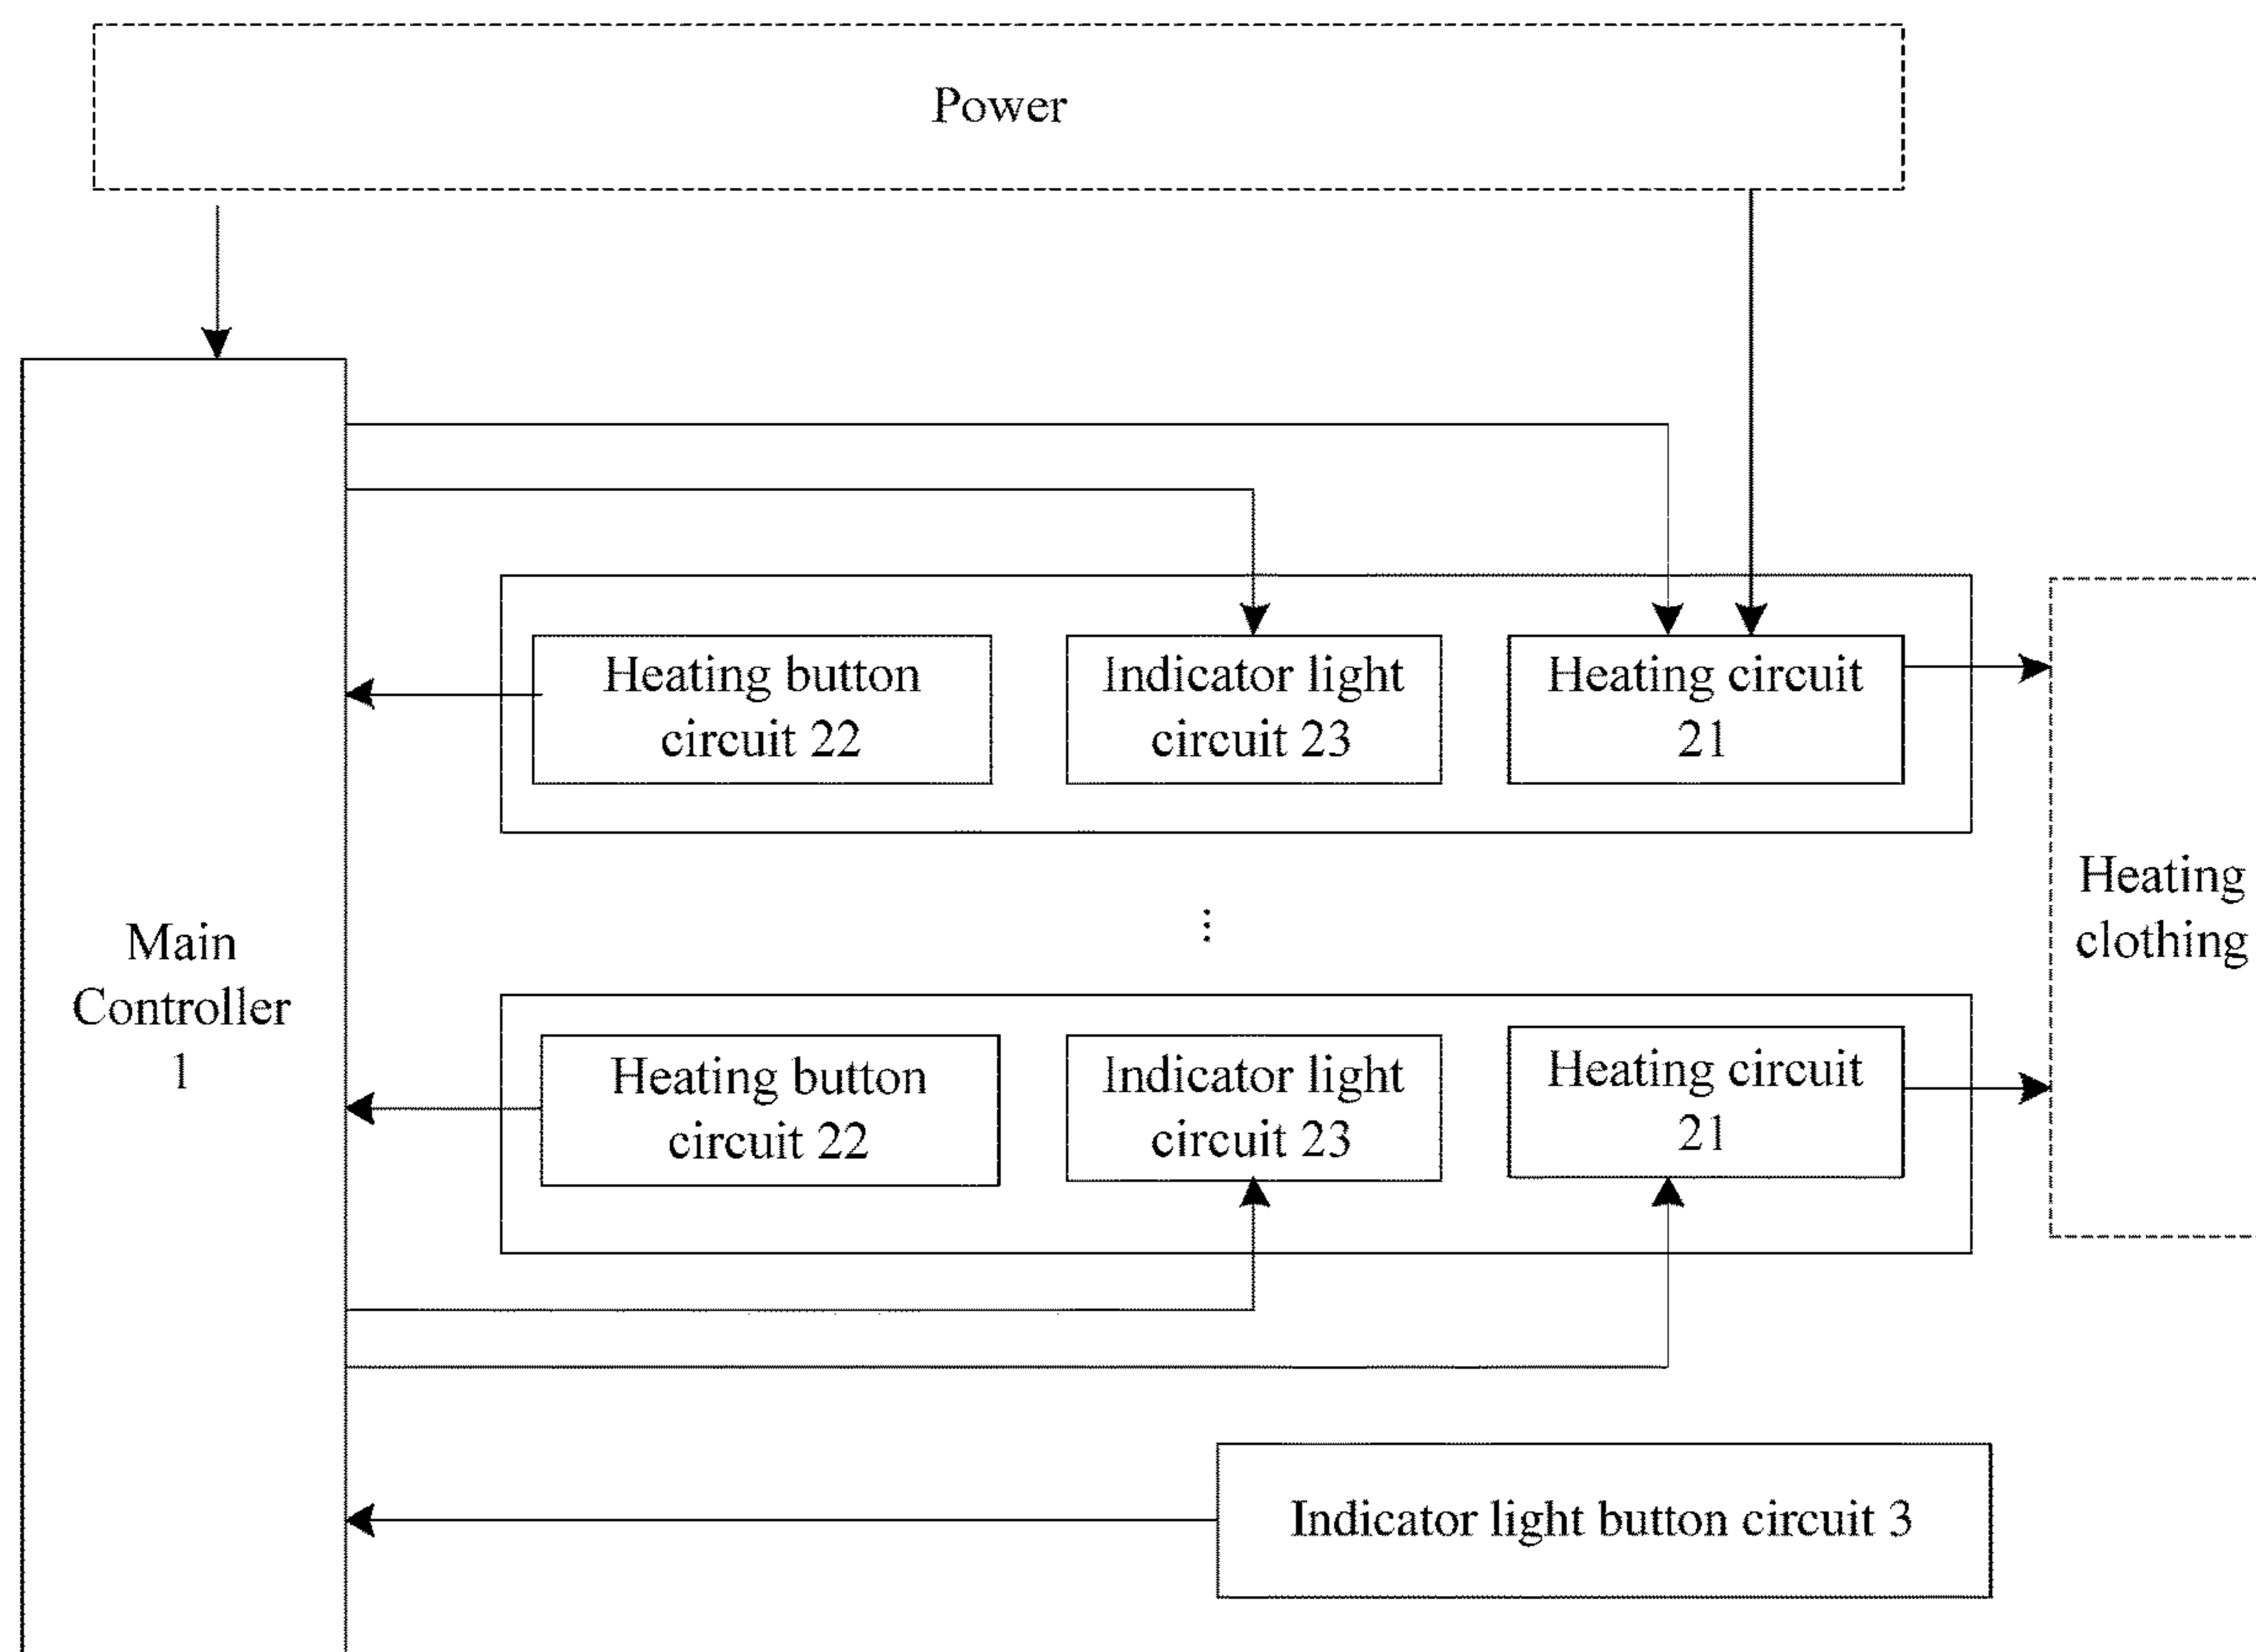 Power
Heating button
circuit 22
Indicator light
circuit 23
Heating circuit
21
Main
Controller
1
Heating
clothing
...
Heating button
circuit 22
Indicator light
circuit 23
Heating circuit
21
Indicator light button circuit 3